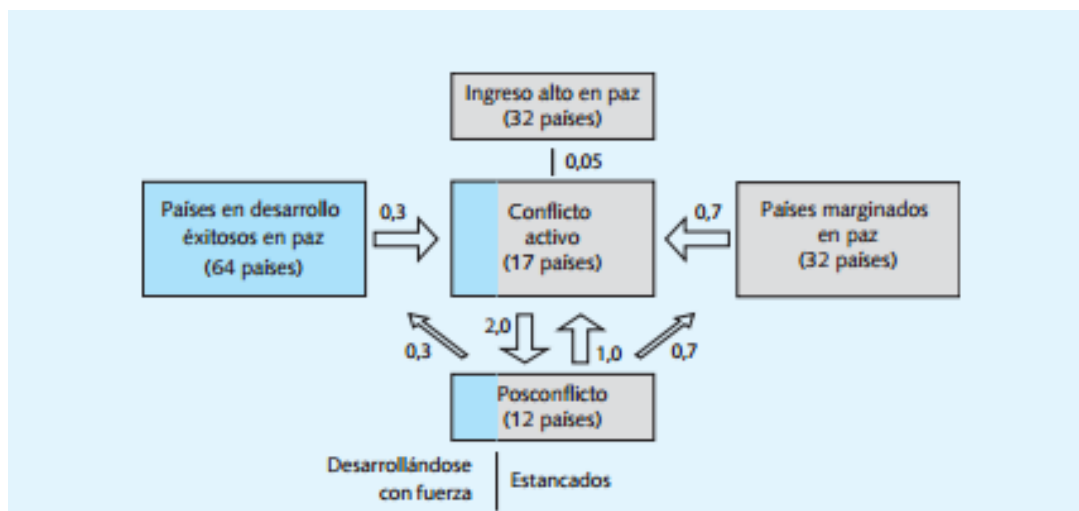 Ingreso alto en paz
(32 países)
0,05
Países en desarrollo
éxitosos en paz
(64 países)
0,3
Conflicto
activo
(17 países)
0,7
Países marginados
en paz
(32 países)
0,3
2,0
1,0
0,7
Posconflicto
(12 países)
Desarrollándose
con fuerza
Estancados